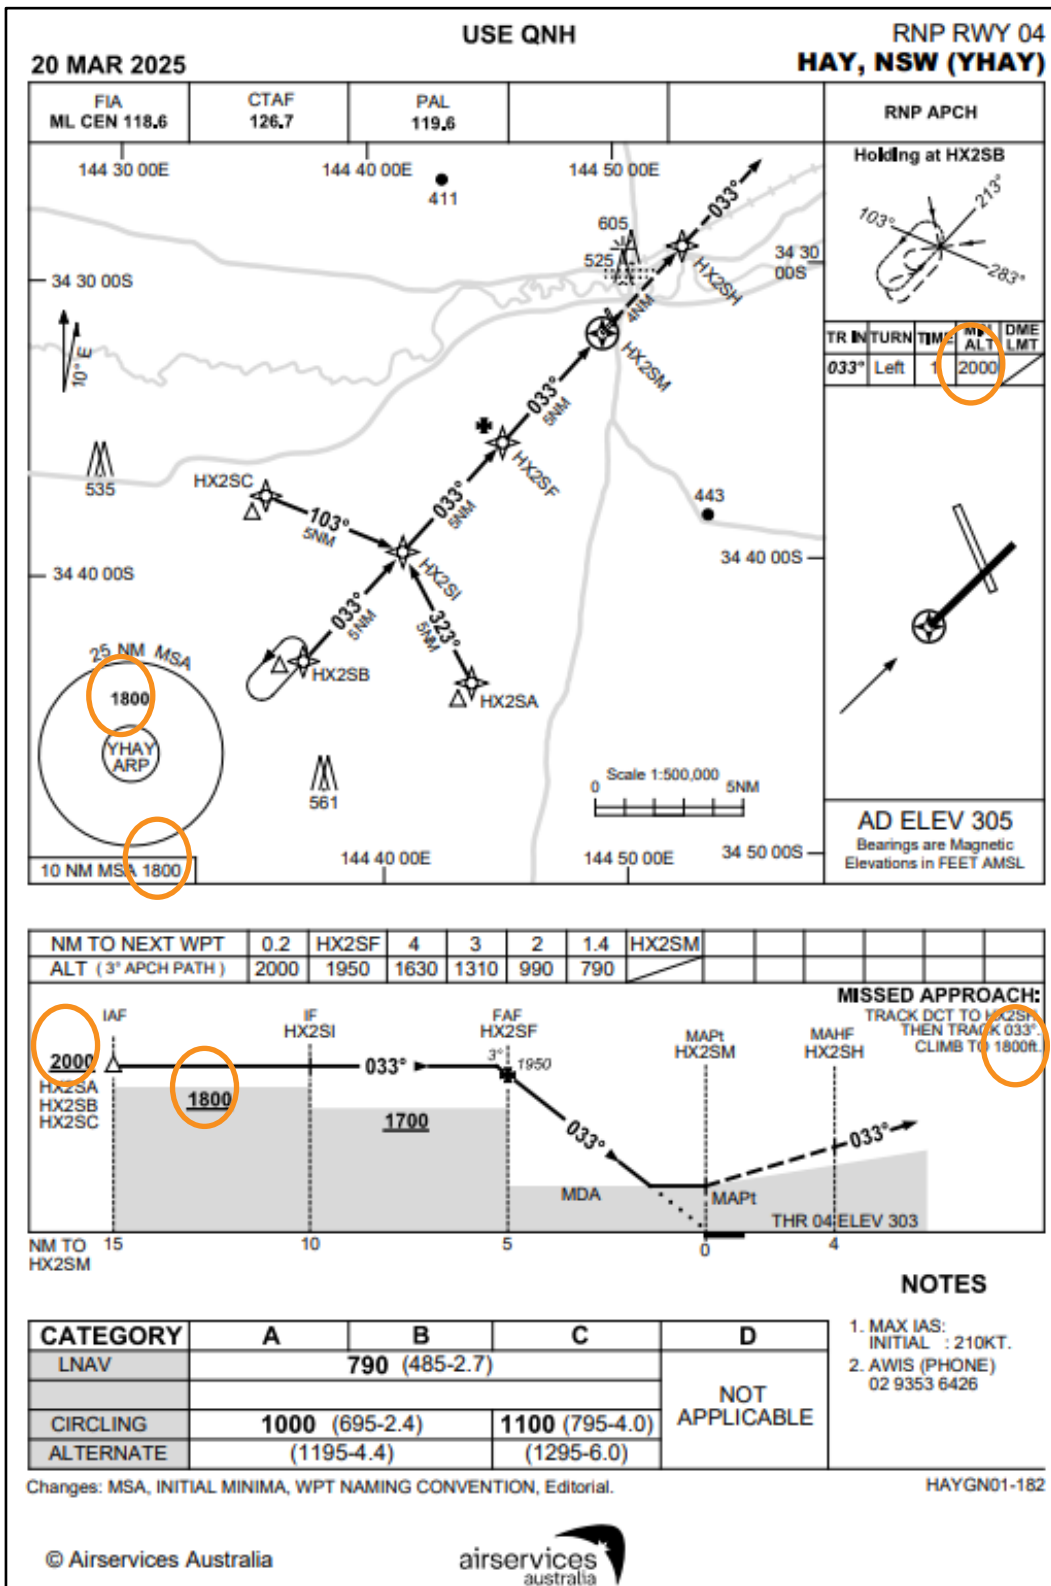 USE QNH
RNP RWY 04
20 MAR 2025
HAY, NSW (YHAY)
FIA
ML CEN 118.6
CTAF
126.7
PAL
119.6
RNP APCH
144 30 00E
144 40 00E
144 50 00E
411
033°
605
525
34 30 00S
34 30
00S
HX2SH
4NM
HX2SM
10° E
033°
5NM
535
HX2SC
HX2SF
443
103°
5NM
033°
5NM
34 40 00S
34 40 00S
HX2SI
033°
5NM
323°
5NM
HX2SB
HX2SA
25 NM MSA
1800
YHAY
ARP
561
Scale 1:500,000
0
5NM
10 NM MSA 1800
144 40 00E
144 50 00E
34 50 00S
Holding at HX2SB
213°
103°
283°
TR IN TURN TIME MIN ALT DME LMT
033° Left 1 2000
AD ELEV 305
Bearings are Magnetic
Elevations in FEET AMSL
NM TO NEXT WPT 0.2 HX2SF 4 3 2 1.4 HX2SM
ALT (3° APCH PATH) 2000 1950 1630 1310 990 790
MISSED APPROACH:
TRACK DCT TO HX2SH,
THEN TRACK 033°.
CLIMB TO 1800ft.
IAF
IF
HX2SI
FAF
HX2SF
MAPt
HX2SM
MAHF
HX2SH
2000
HX2SA
HX2SB
HX2SC
1800
033°
1700
3°
1950
033°
MDA
MAPt
033°
THR 04 ELEV 303
NM TO
HX2SM
15
10
5
0
4
NOTES
1. MAX IAS:
INITIAL : 210KT.
2. AWIS (PHONE)
02 9353 6426
CATEGORY A B C D
LNAV 790 (485-2.7)
NOT
APPLICABLE
CIRCLING 1000 (695-2.4) 1100 (795-4.0)
ALTERNATE (1195-4.4) (1295-6.0)
Changes: MSA, INITIAL MINIMA, WPT NAMING CONVENTION, Editorial.
HAYGN01-182
© Airservices Australia
airservices
australia